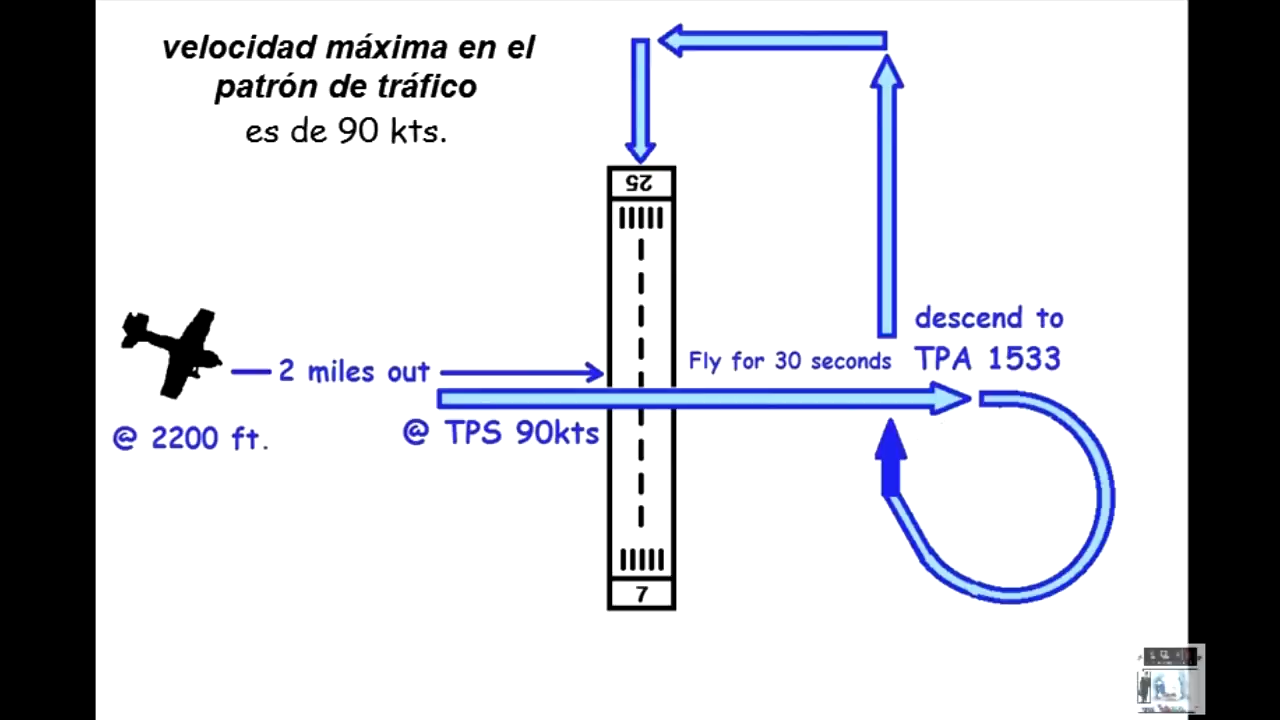 velocidad máxima en el
patrón de tráfico
es de 90 kts.
25
descend to
TPA 1533
Fly for 30 seconds
2 miles out
@ TPS 90kts
@ 2200 ft.
7